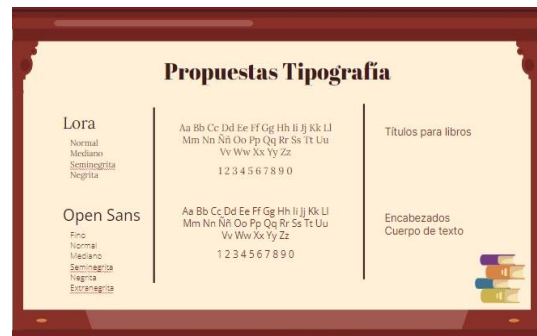 Propuestas Tipografía
Lora
Normal
Mediano
Seminegrita
Negrita
Aa Bb Cc Dd Ee Ff Gg Hh Ii Jj Kk Ll
Mm Nn Ññ Oo Pp Qq Rr Ss Tt Uu
Vv Ww Xx Yy Zz
1 2 3 4 5 6 7 8 9 0
Títulos para libros
Open Sans
Fino
Normal
Mediano
Seminegrita
Negrita
Extranegrita
Aa Bb Cc Dd Ee Ff Gg Hh Ii Jj Kk Ll
Mm Nn Ññ Oo Pp Qq Rr Ss Tt Uu
Vv Ww Xx Yy Zz
1 2 3 4 5 6 7 8 9 0
Encabezados
Cuerpo de texto